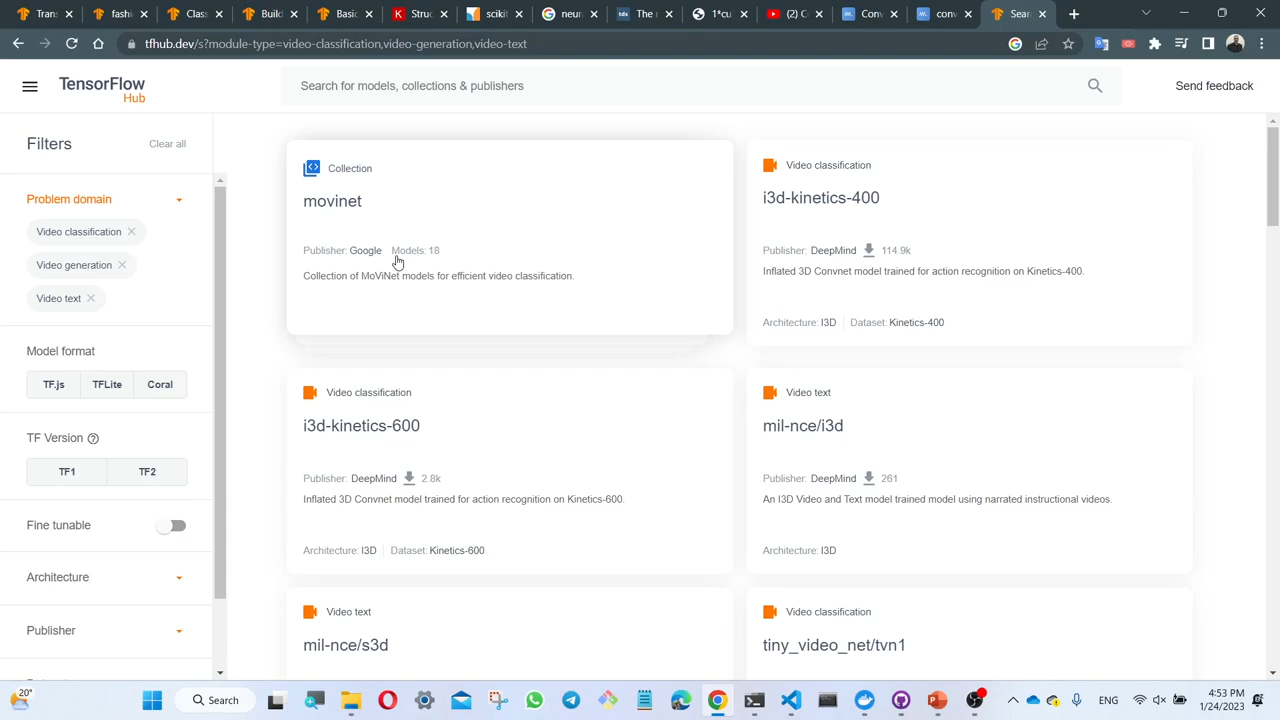 Tens
Tens
Class
Build
Build
Struc
scikit
neura
The r
1*cu
(2) C
Conv
conv
Sear
tfhub.dev/s?module-type=video-classification,video-generation,video-text
TensorFlow
Hub
Search for models, collections & publishers
Send feedback
Filters
Clear all
Problem domain
Video classification
Video generation
Video text
Model format
TF.js TFLite Coral
TF Version
TF1 TF2
Fine tunable
Architecture
Publisher
Collection
movinet
Publisher: Google Models: 18
Collection of MoViNet models for efficient video classification.
Video classification
i3d-kinetics-400
Publisher: DeepMind 114.9k
Inflated 3D Convnet model trained for action recognition on Kinetics-400.
Architecture: I3D Dataset: Kinetics-400
Video classification
i3d-kinetics-600
Publisher: DeepMind 2.8k
Inflated 3D Convnet model trained for action recognition on Kinetics-600.
Architecture: I3D Dataset: Kinetics-600
Video text
mil-nce/i3d
Publisher: DeepMind 261
An I3D Video and Text model trained model using narrated instructional videos.
Architecture: I3D
Video text
mil-nce/s3d
Video classification
tiny_video_net/tvn1
20°
Search
ENG
4:53 PM
1/24/2023